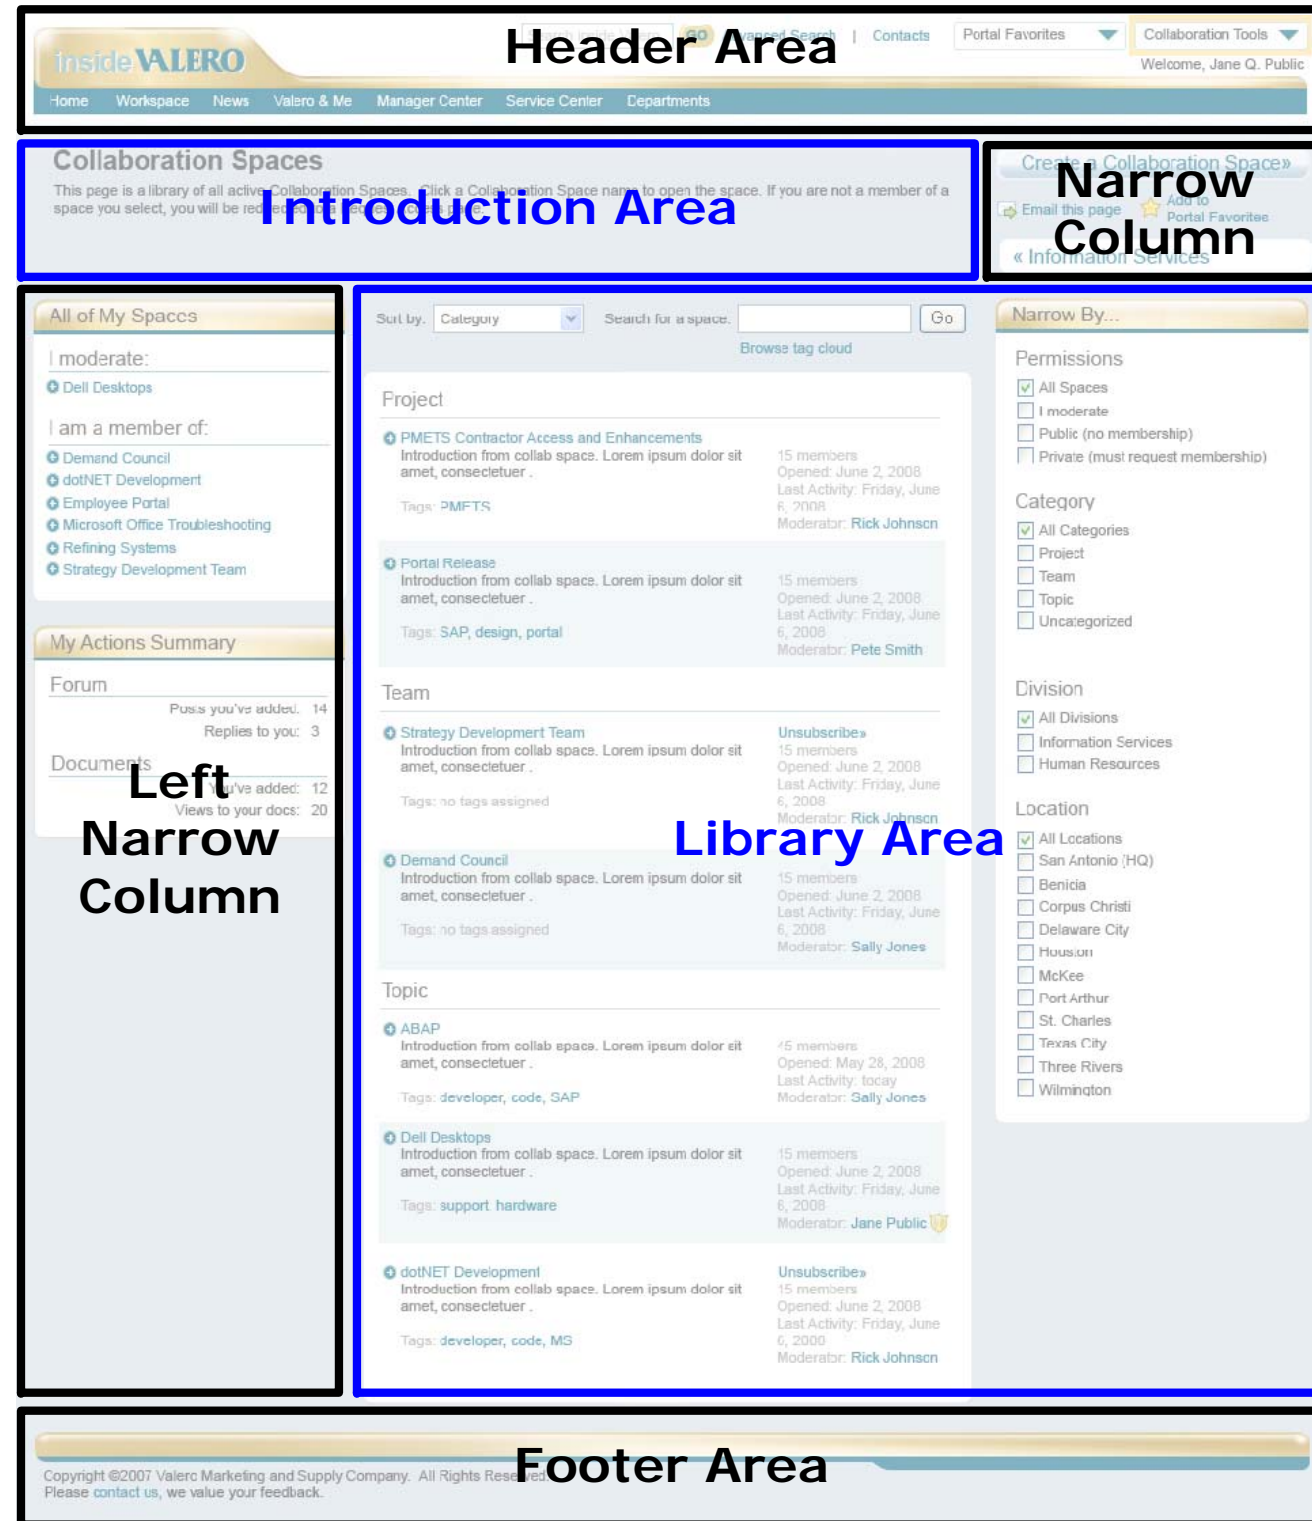 Header Area
GO
Advanced Search | Contacts
Portal Favorites
Collaboration Tools
Welcome, Jane Q. Public
inside VALERO
Home Workspace News Valero & Me Manager Center Service Center Departments
Collaboration Spaces
This page is a library of all active Collaboration Spaces. Click a Collaboration Space name to open the space. If you are not a member of a
space you select, you will be
Introduction Area
Create a Collaboration Space»
Email this page
Add to
Portal Favorites
« Information Services
Narrow
Column
All of My Spaces
I moderate:
Dell Desktops
I am a member of:
Demand Council
dotNET Development
Employee Portal
Microsoft Office Troubleshooting
Refining Systems
Strategy Development Team
My Actions Summary
Forum
Posts you've added: 14
Replies to you: 3
Documents
You've added: 12
Views to your docs: 20
Left
Narrow
Column
Sort by: Category
Search for a space:
Go
Browse tag cloud
Project
PMETS Contractor Access and Enhancements
Introduction from collab space. Lorem ipsum dolor sit
amet, consectetuer .
Tags: PMETS
15 members
Opened: June 2, 2008
Last Activity: Friday, June
6, 2008
Moderator: Rick Johnson
Portal Release
Introduction from collab space. Lorem ipsum dolor sit
amet, consectetuer .
Tags: SAP, design, portal
15 members
Opened: June 2, 2008
Last Activity: Friday, June
6, 2008
Moderator: Pete Smith
Team
Strategy Development Team
Introduction from collab space. Lorem ipsum dolor sit
amet, consectetuer .
Tags: no tags assigned
Unsubscribe»
15 members
Opened: June 2, 2008
Last Activity: Friday, June
6, 2008
Moderator: Rick Johnson
Library Area
Demand Council
Introduction from collab space. Lorem ipsum dolor sit
amet, consectetuer .
Tags: no tags assigned
15 members
Opened: June 2, 2008
Last Activity: Friday, June
6, 2008
Moderator: Sally Jones
Topic
ABAP
Introduction from collab space. Lorem ipsum dolor sit
amet, consectetuer .
Tags: developer, code, SAP
45 members
Opened: May 28, 2008
Last Activity: today
Moderator: Sally Jones
Dell Desktops
Introduction from collab space. Lorem ipsum dolor sit
amet, consectetuer .
Tags: support hardware
15 members
Opened: June 2, 2008
Last Activity: Friday, June
6, 2008
Moderator: Jane Public
dotNET Development
Introduction from collab space. Lorem ipsum dolor sit
amet, consectetuer .
Tags: developer, code, MS
Unsubscribe»
15 members
Opened: June 2, 2008
Last Activity: Friday, June
6, 2008
Moderator: Rick Johnson
Narrow By...
Permissions
All Spaces
I moderate
Public (no membership)
Private (must request membership)
Category
All Categories
Project
Team
Topic
Uncategorized
Division
All Divisions
Information Services
Human Resources
Location
All Locations
San Antonio (HQ)
Benicia
Corpus Christi
Delaware City
Houston
McKee
Port Arthur
St. Charles
Texas City
Three Rivers
Wilmington
Footer Area
Copyright ©2007 Valero Marketing and Supply Company. All Rights Reserved.
Please contact us, we value your feedback.